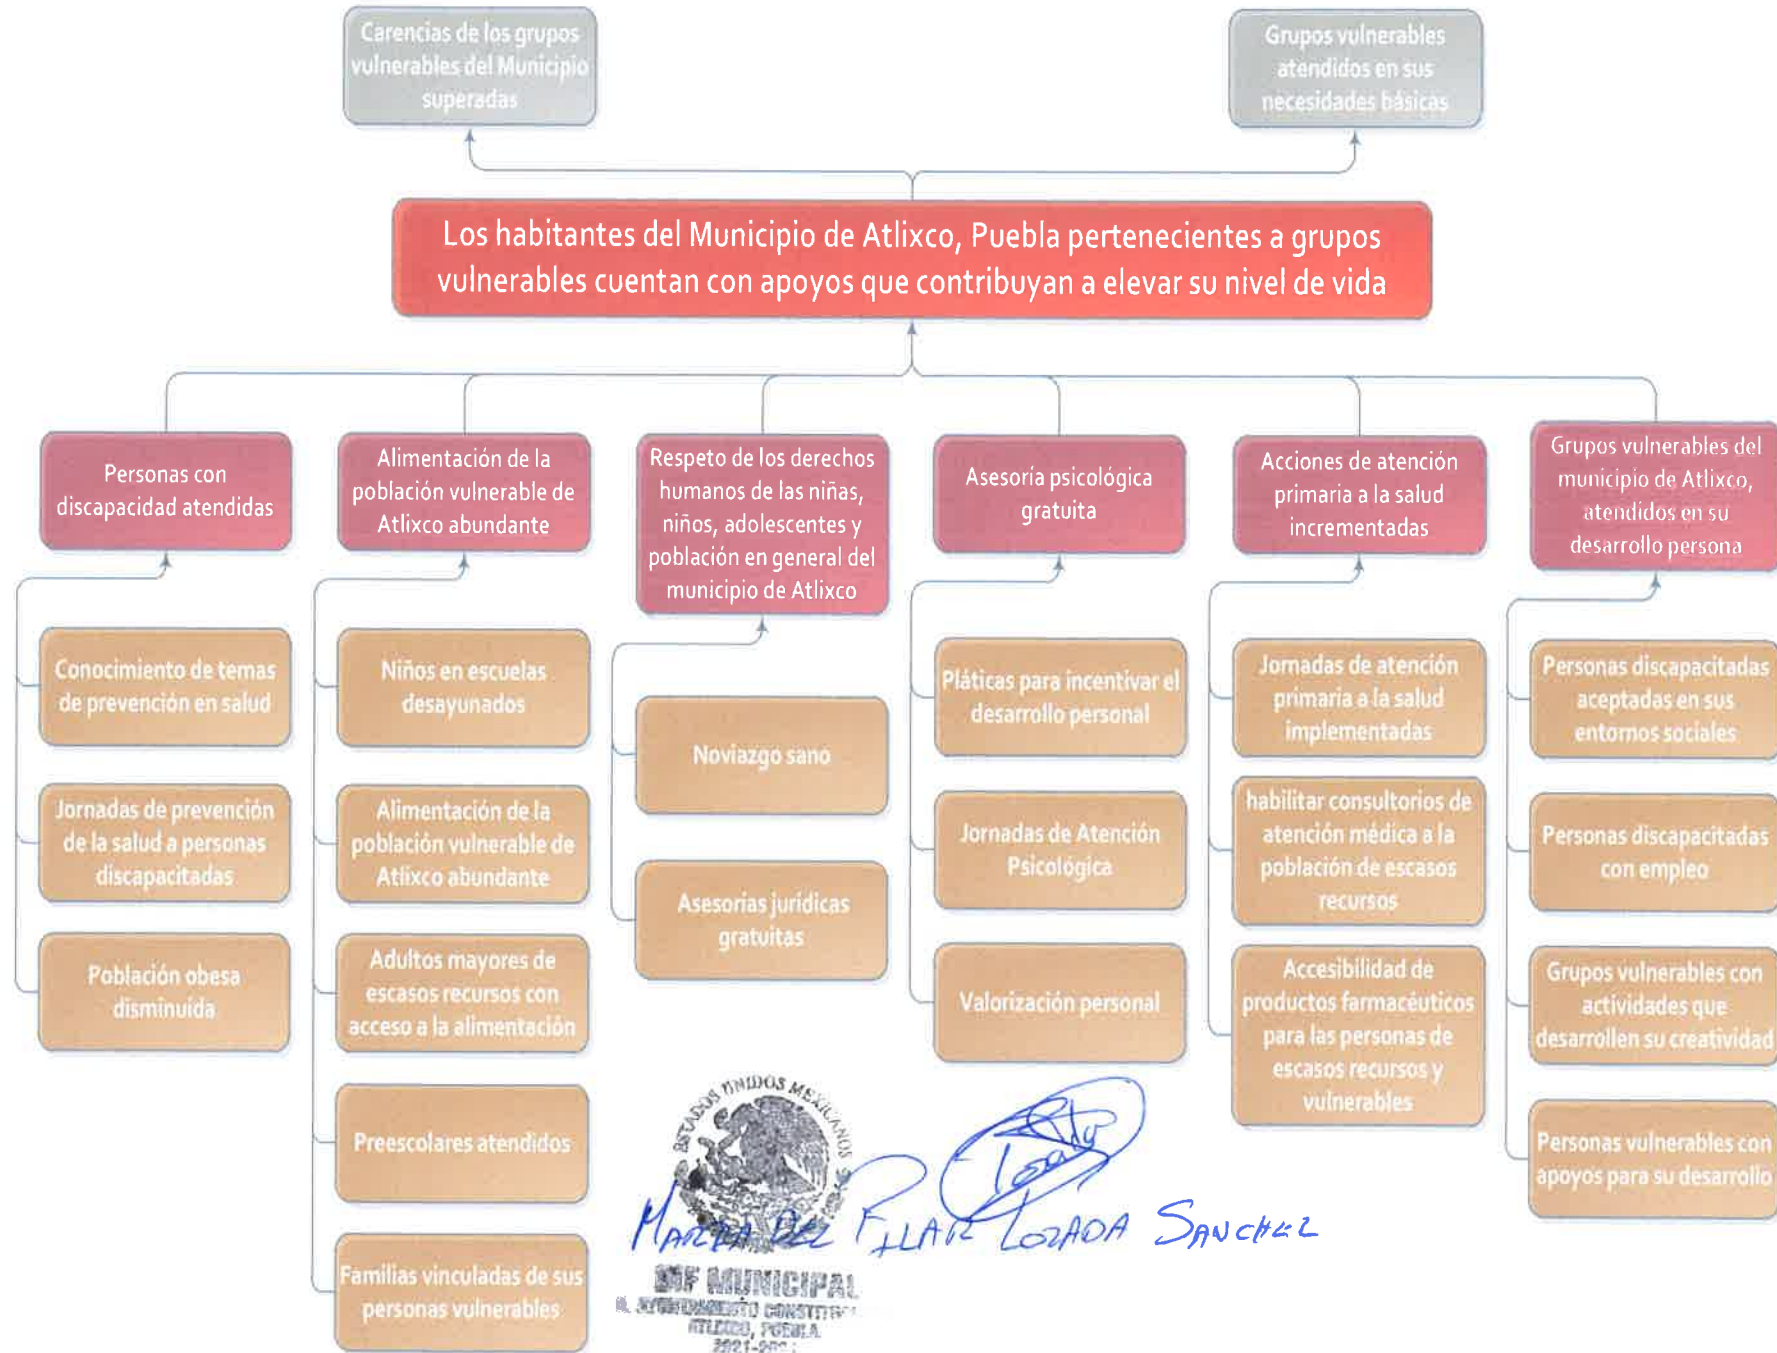 Carencias de los grupos
vulnerables del Municipio
superadas
Grupos vulnerables
atendidos en sus
necesidades básicas
Los habitantes del Municipio de Atlixco, Puebla pertenecientes a grupos
vulnerables cuentan con apoyos que contribuyan a elevar su nivel de vida
Personas con
discapacidad atendidas
Conocimiento de temas
de prevención en salud
Jornadas de prevención
de la salud a personas
discapacitadas
Población obesa
disminuida
Alimentación de la
población vulnerable de
Atlixco abundante
Niños en escuelas
desayunados
Alimentación de la
población vulnerable de
Atlixco abundante
Adultos mayores de
escasos recursos con
acceso a la alimentación
Preescolares atendidos
Familias vinculadas de sus
personas vulnerables
Respeto de los derechos
humanos de las niñas,
niños, adolescentes y
población en general del
municipio de Atlixco
Noviazgo sano
Asesorías jurídicas
gratuitas
Asesoría psicológica
gratuita
Pláticas para incentivar el
desarrollo personal
Jornadas de Atención
Psicológica
Valorización personal
Acciones de atención
primaria a la salud
incrementadas
Jornadas de atención
primaria a la salud
implementadas
habilitar consultorios de
atención médica a la
población de escasos
recursos
Accesibilidad de
productos farmacéuticos
para las personas de
escasos recursos y
vulnerables
Grupos vulnerables del
municipio de Atlixco,
atendidos en su
desarrollo persona
Personas discapacitadas
aceptadas en sus
entornos sociales
Personas discapacitadas
con empleo
Grupos vulnerables con
actividades que
desarrollen su creatividad
Personas vulnerables con
apoyos para su desarrollo
ESTADOS UNIDOS MEXICANOS
MARIA DEL PILAR LOZADA SANCHEZ
DIF MUNICIPAL
H. AYUNTAMIENTO
ATLIXCO, PUEBLA